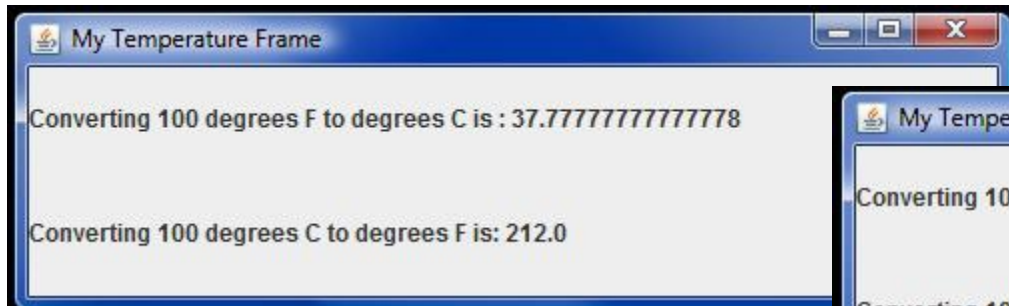 My Temperature Frame
Converting 100 degrees F to degrees C is : 37.77777777777778
Converting 100 degrees C to degrees F is: 212.0
My Tempe
Converting 10